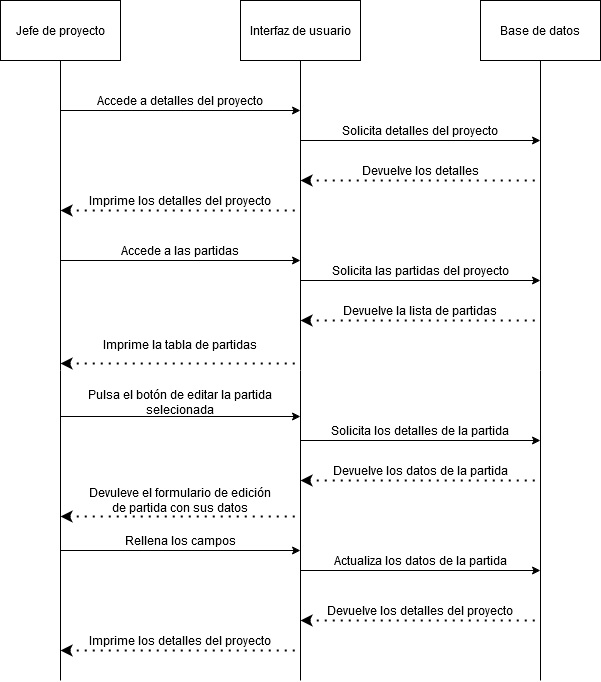 Jefe de proyecto
Interfaz de usuario
Base de datos
Accede a detalles del proyecto
Solicita detalles del proyecto
Devuelve los detalles
Imprime los detalles del proyecto
Accede a las partidas
Solicita las partidas del proyecto
Devuelve la lista de partidas
Imprime la tabla de partidas
Pulsa el botón de editar la partida
selecionada
Solicita los detalles de la partida
Devuelve los datos de la partida
Devuleve el formulario de edición
de partida con sus datos
Rellena los campos
Actualiza los datos de la partida
Devuelve los detalles del proyecto
Imprime los detalles del proyecto